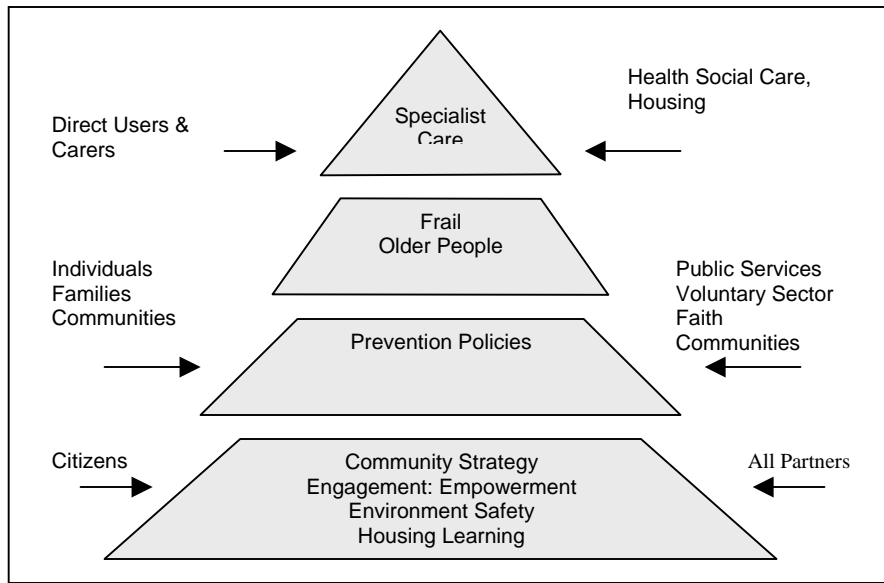 Direct Users &
Carers
Specialist
Care
Health Social Care,
Housing
Frail
Older People
Individuals
Families
Communities
Public Services
Voluntary Sector
Faith
Communities
Prevention Policies
Citizens
Community Strategy
Engagement: Empowerment
Environment Safety
Housing Learning
All Partners